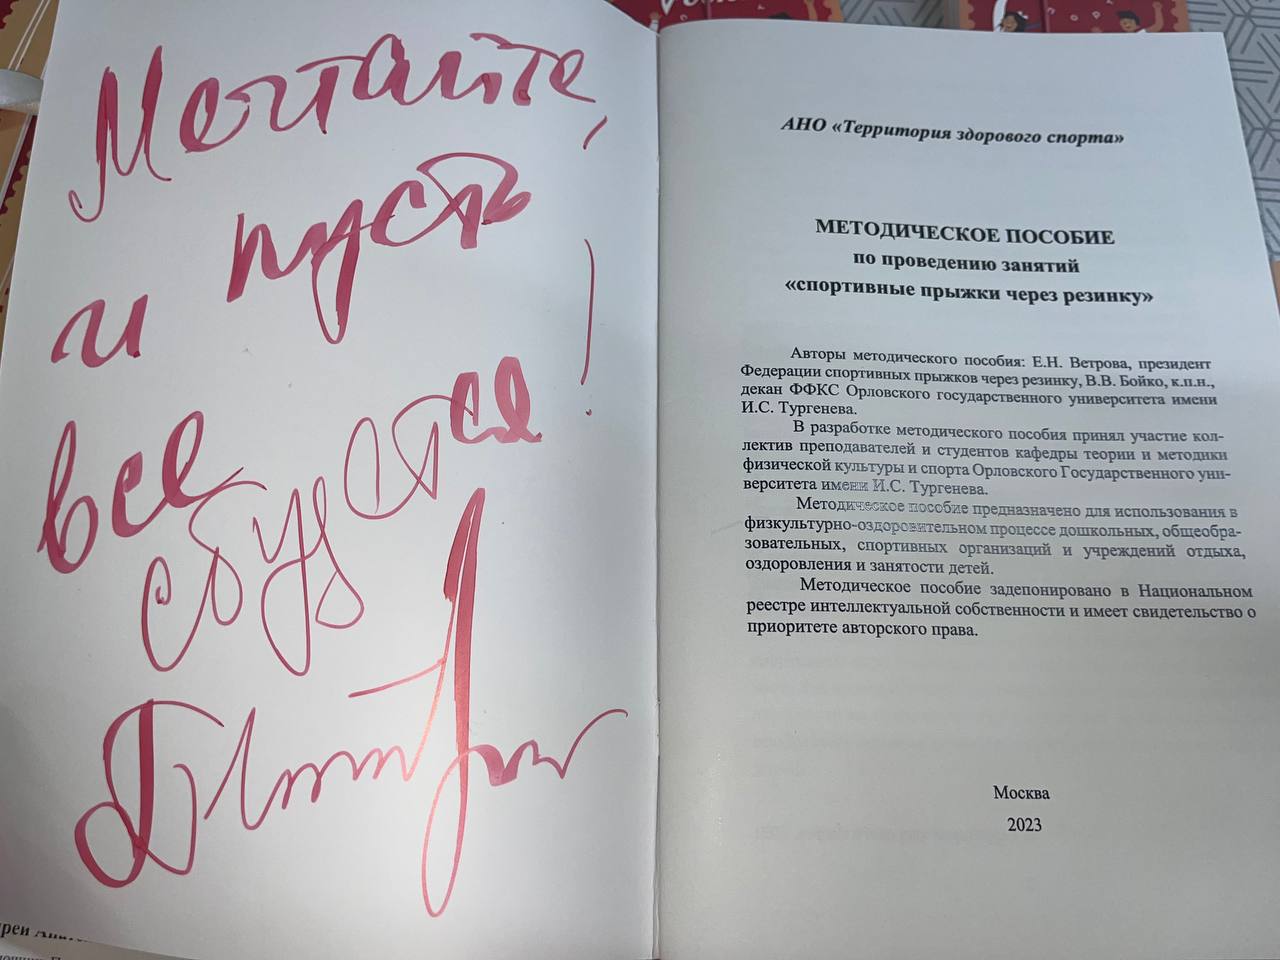 Мечтайте,
и пусть
все
сбудется!
АНО «Территория здорового спорта»
МЕТОДИЧЕСКОЕ ПОСОБИЕ
по проведению занятий
«спортивные прыжки через резинку»
Авторы методического пособия: Е.Н. Ветрова, президент
Федерации спортивных прыжков через резинку, В.В. Бойко, к.п.н.,
декан ФФКС Орловского государственного университета имени
И.С. Тургенева.
В разработке методического пособия принял участие кол-
лектив преподавателей и студентов кафедры теории и методики
физической культуры и спорта Орловского Государственного уни-
верситета имени И.С. Тургенева.
Методическое пособие предназначено для использования в
физкультурно-оздоровительном процессе дошкольных, общеобра-
зовательных, спортивных организаций и учреждений отдыха,
оздоровления и занятости детей.
Методическое пособие задепонировано в Национальном
реестре интеллектуальной собственности и имеет свидетельство о
приоритете авторского права.
Москва
2023